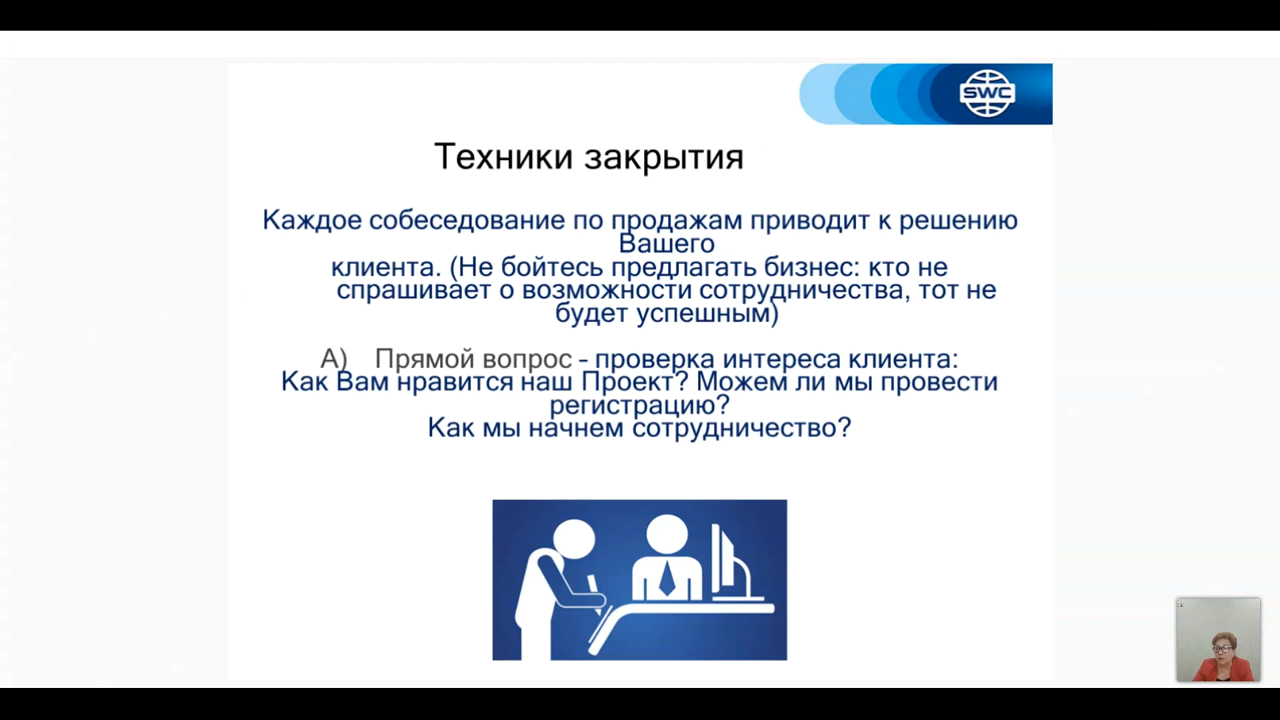 SWC
Техники закрытия
Каждое собеседование по продажам приводит к решению
Вашего
клиента. (Не бойтесь предлагать бизнес: кто не
спрашивает о возможности сотрудничества, тот не
будет успешным)
А) Прямой вопрос – проверка интереса клиента:
Как Вам нравится наш Проект? Можем ли мы провести
регистрацию?
Как мы начнем сотрудничество?